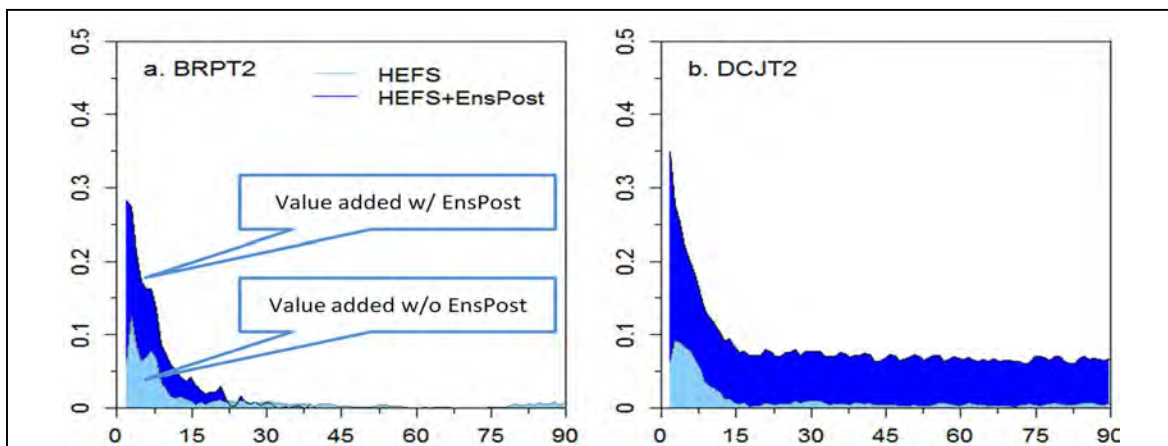 a. BRPT2
HEFS
HEFS+EnsPost
Value added w/ EnsPost
Value added w/o EnsPost
0.5
0.4
0.3
0.2
0.1
0
0 15 30 45 60 75 90
b. DCJT2
0.5
0.4
0.3
0.2
0.1
0
0 15 30 45 60 75 90